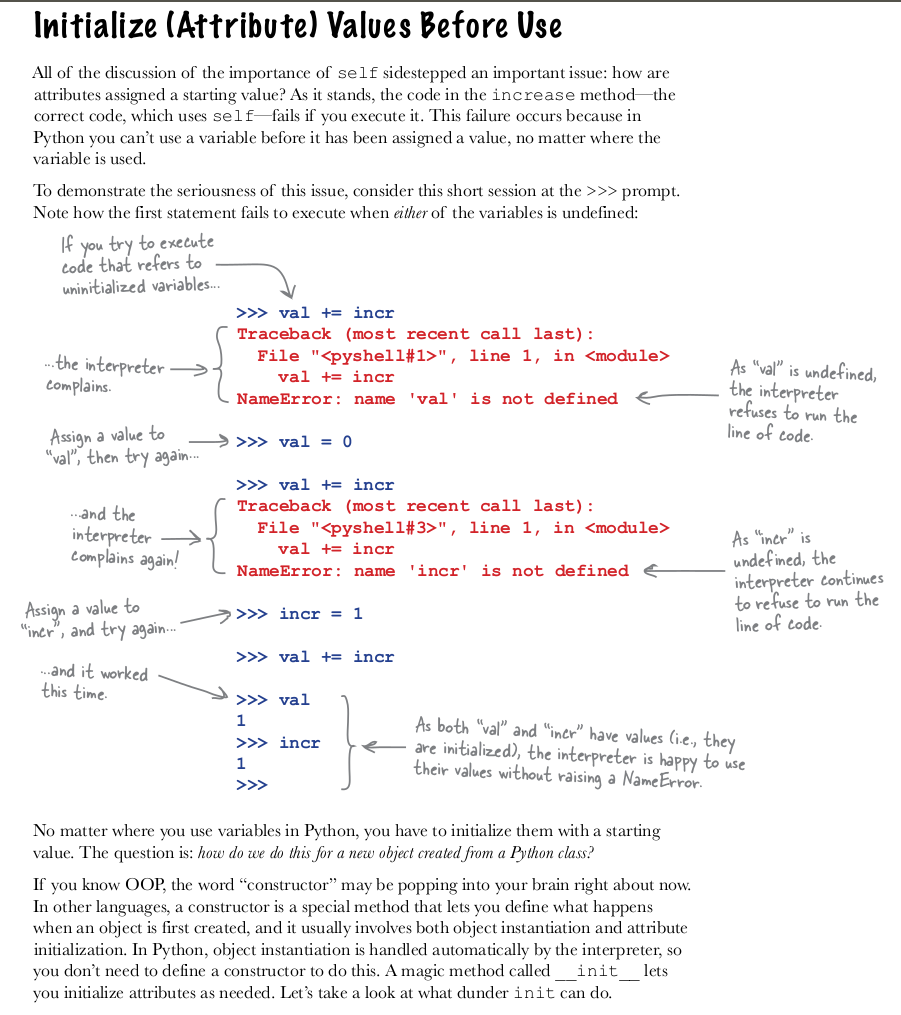 Initialize (Attribute) Values Before Use
All of the discussion of the importance of self sidestepped an important issue: how are
attributes assigned a starting value? As it stands, the code in the increase method—the
correct code, which uses self—fails if you execute it. This failure occurs because in
Python you can't use a variable before it has been assigned a value, no matter where the
variable is used.
To demonstrate the seriousness of this issue, consider this short session at the >>> prompt.
Note how the first statement fails to execute when either of the variables is undefined:
If you try to execute
code that refers to
uninitialized variables...
>>> val += incr
Traceback (most recent call last):
  File "<pyshell#1>", line 1, in <module>
    val += incr
NameError: name 'val' is not defined
...the interpreter
complains.
As "val" is undefined,
the interpreter
refuses to run the
line of code.
Assign a value to
"val", then try again...
>>> val = 0
>>> val += incr
Traceback (most recent call last):
  File "<pyshell#3>", line 1, in <module>
    val += incr
NameError: name 'incr' is not defined
...and the
interpreter
complains again!
As "incr" is
undefined, the
interpreter continues
to refuse to run the
line of code.
Assign a value to
"incr", and try again...
>>> incr = 1
>>> val += incr
...and it worked
this time.
>>> val
1
>>> incr
1
>>>
As both "val" and "incr" have values (i.e., they
are initialized), the interpreter is happy to use
their values without raising a NameError.
No matter where you use variables in Python, you have to initialize them with a starting
value. The question is: how do we do this for a new object created from a Python class?
If you know OOP, the word "constructor" may be popping into your brain right about now.
In other languages, a constructor is a special method that lets you define what happens
when an object is first created, and it usually involves both object instantiation and attribute
initialization. In Python, object instantiation is handled automatically by the interpreter, so
you don't need to define a constructor to do this. A magic method called __init__ lets
you initialize attributes as needed. Let's take a look at what dunder init can do.